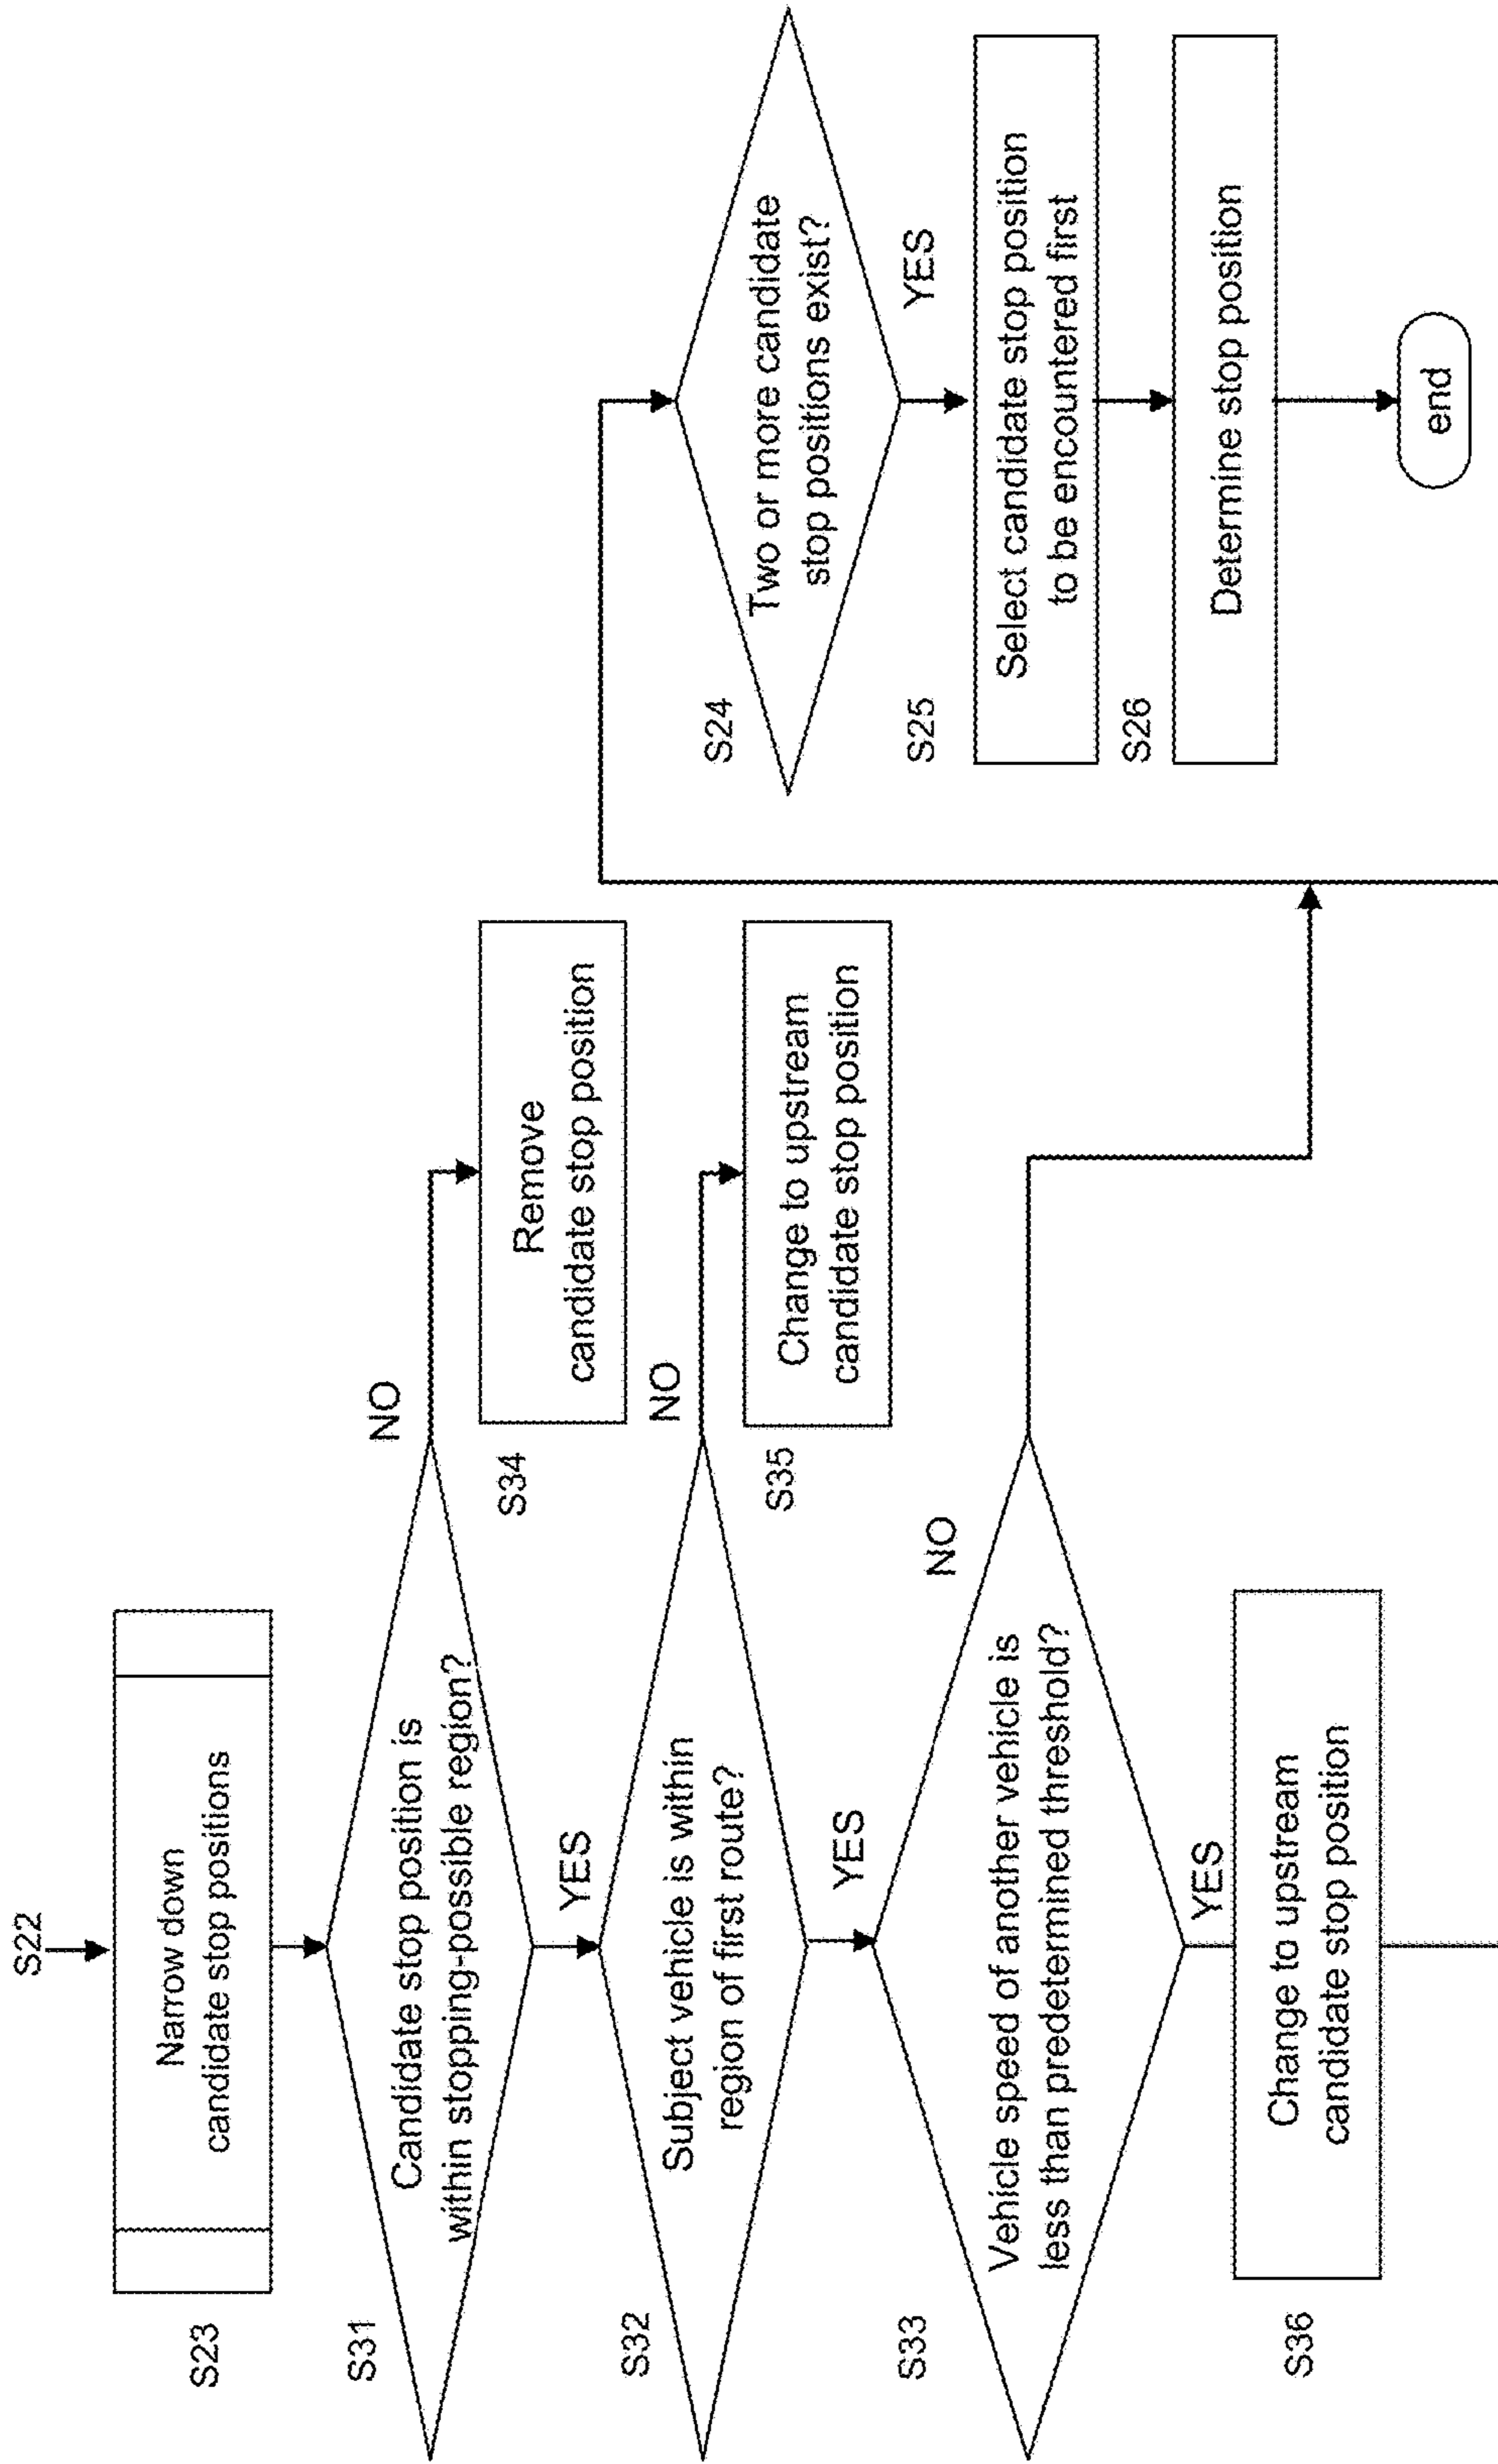 S22
S23
Narrow down
candidate stop positions
S31
Candidate stop position is
within stopping-possible region?
NO
YES
S34
Remove
candidate stop position
S32
Subject vehicle is within
region of first route?
NO
YES
S35
Change to upstream
candidate stop position
S33
Vehicle speed of another vehicle is
less than predetermined threshold?
NO
YES
S36
Change to upstream
candidate stop position
S24
Two or more candidate
stop positions exist?
YES
S25
Select candidate stop position
to be encountered first
S26
Determine stop position
end